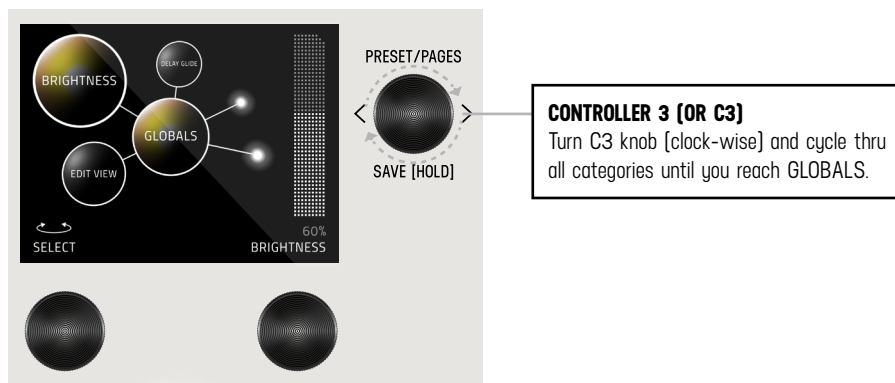 BRIGHTNESS
DELAY GLIDE
GLOBALS
EDIT VIEW
60%
SELECT
BRIGHTNESS
PRESET/PAGES
SAVE [HOLD]
CONTROLLER 3 (OR C3)
Turn C3 knob (clock-wise) and cycle thru
all categories until you reach GLOBALS.